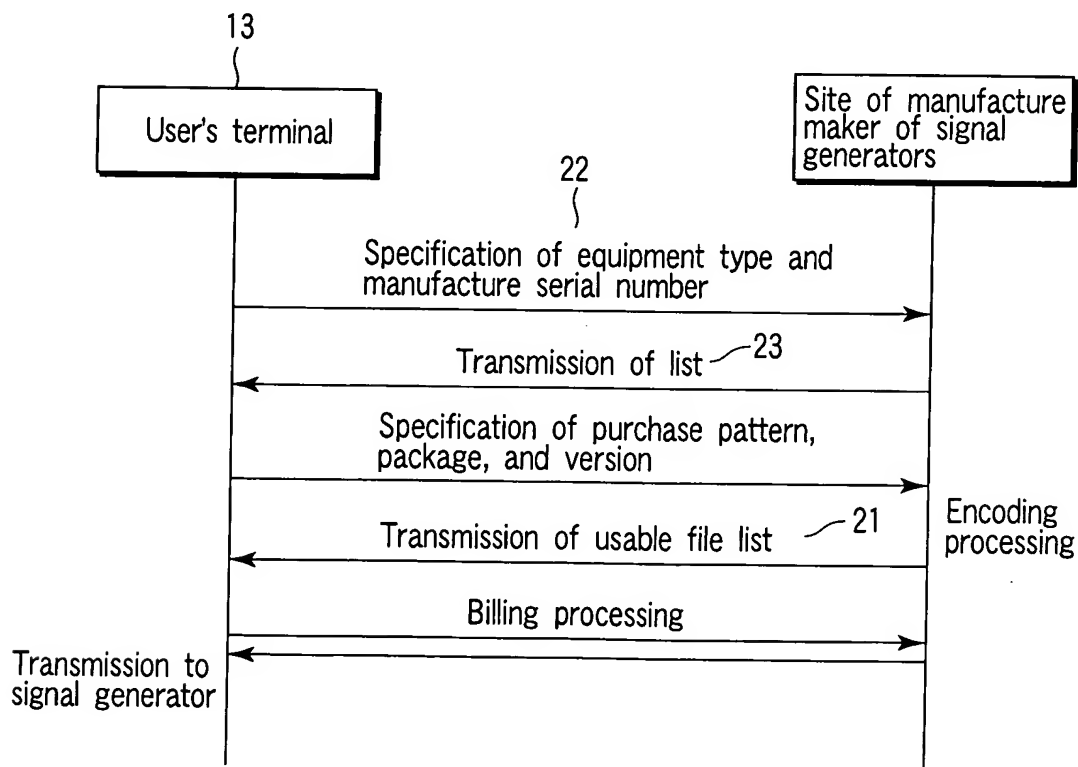 13
User's terminal
Site of manufacture
maker of signal
generators
22
Specification of equipment type and
manufacture serial number
Transmission of list
23
Specification of purchase pattern,
package, and version
21
Transmission of usable file list
Encoding
processing
Billing processing
Transmission to
signal generator